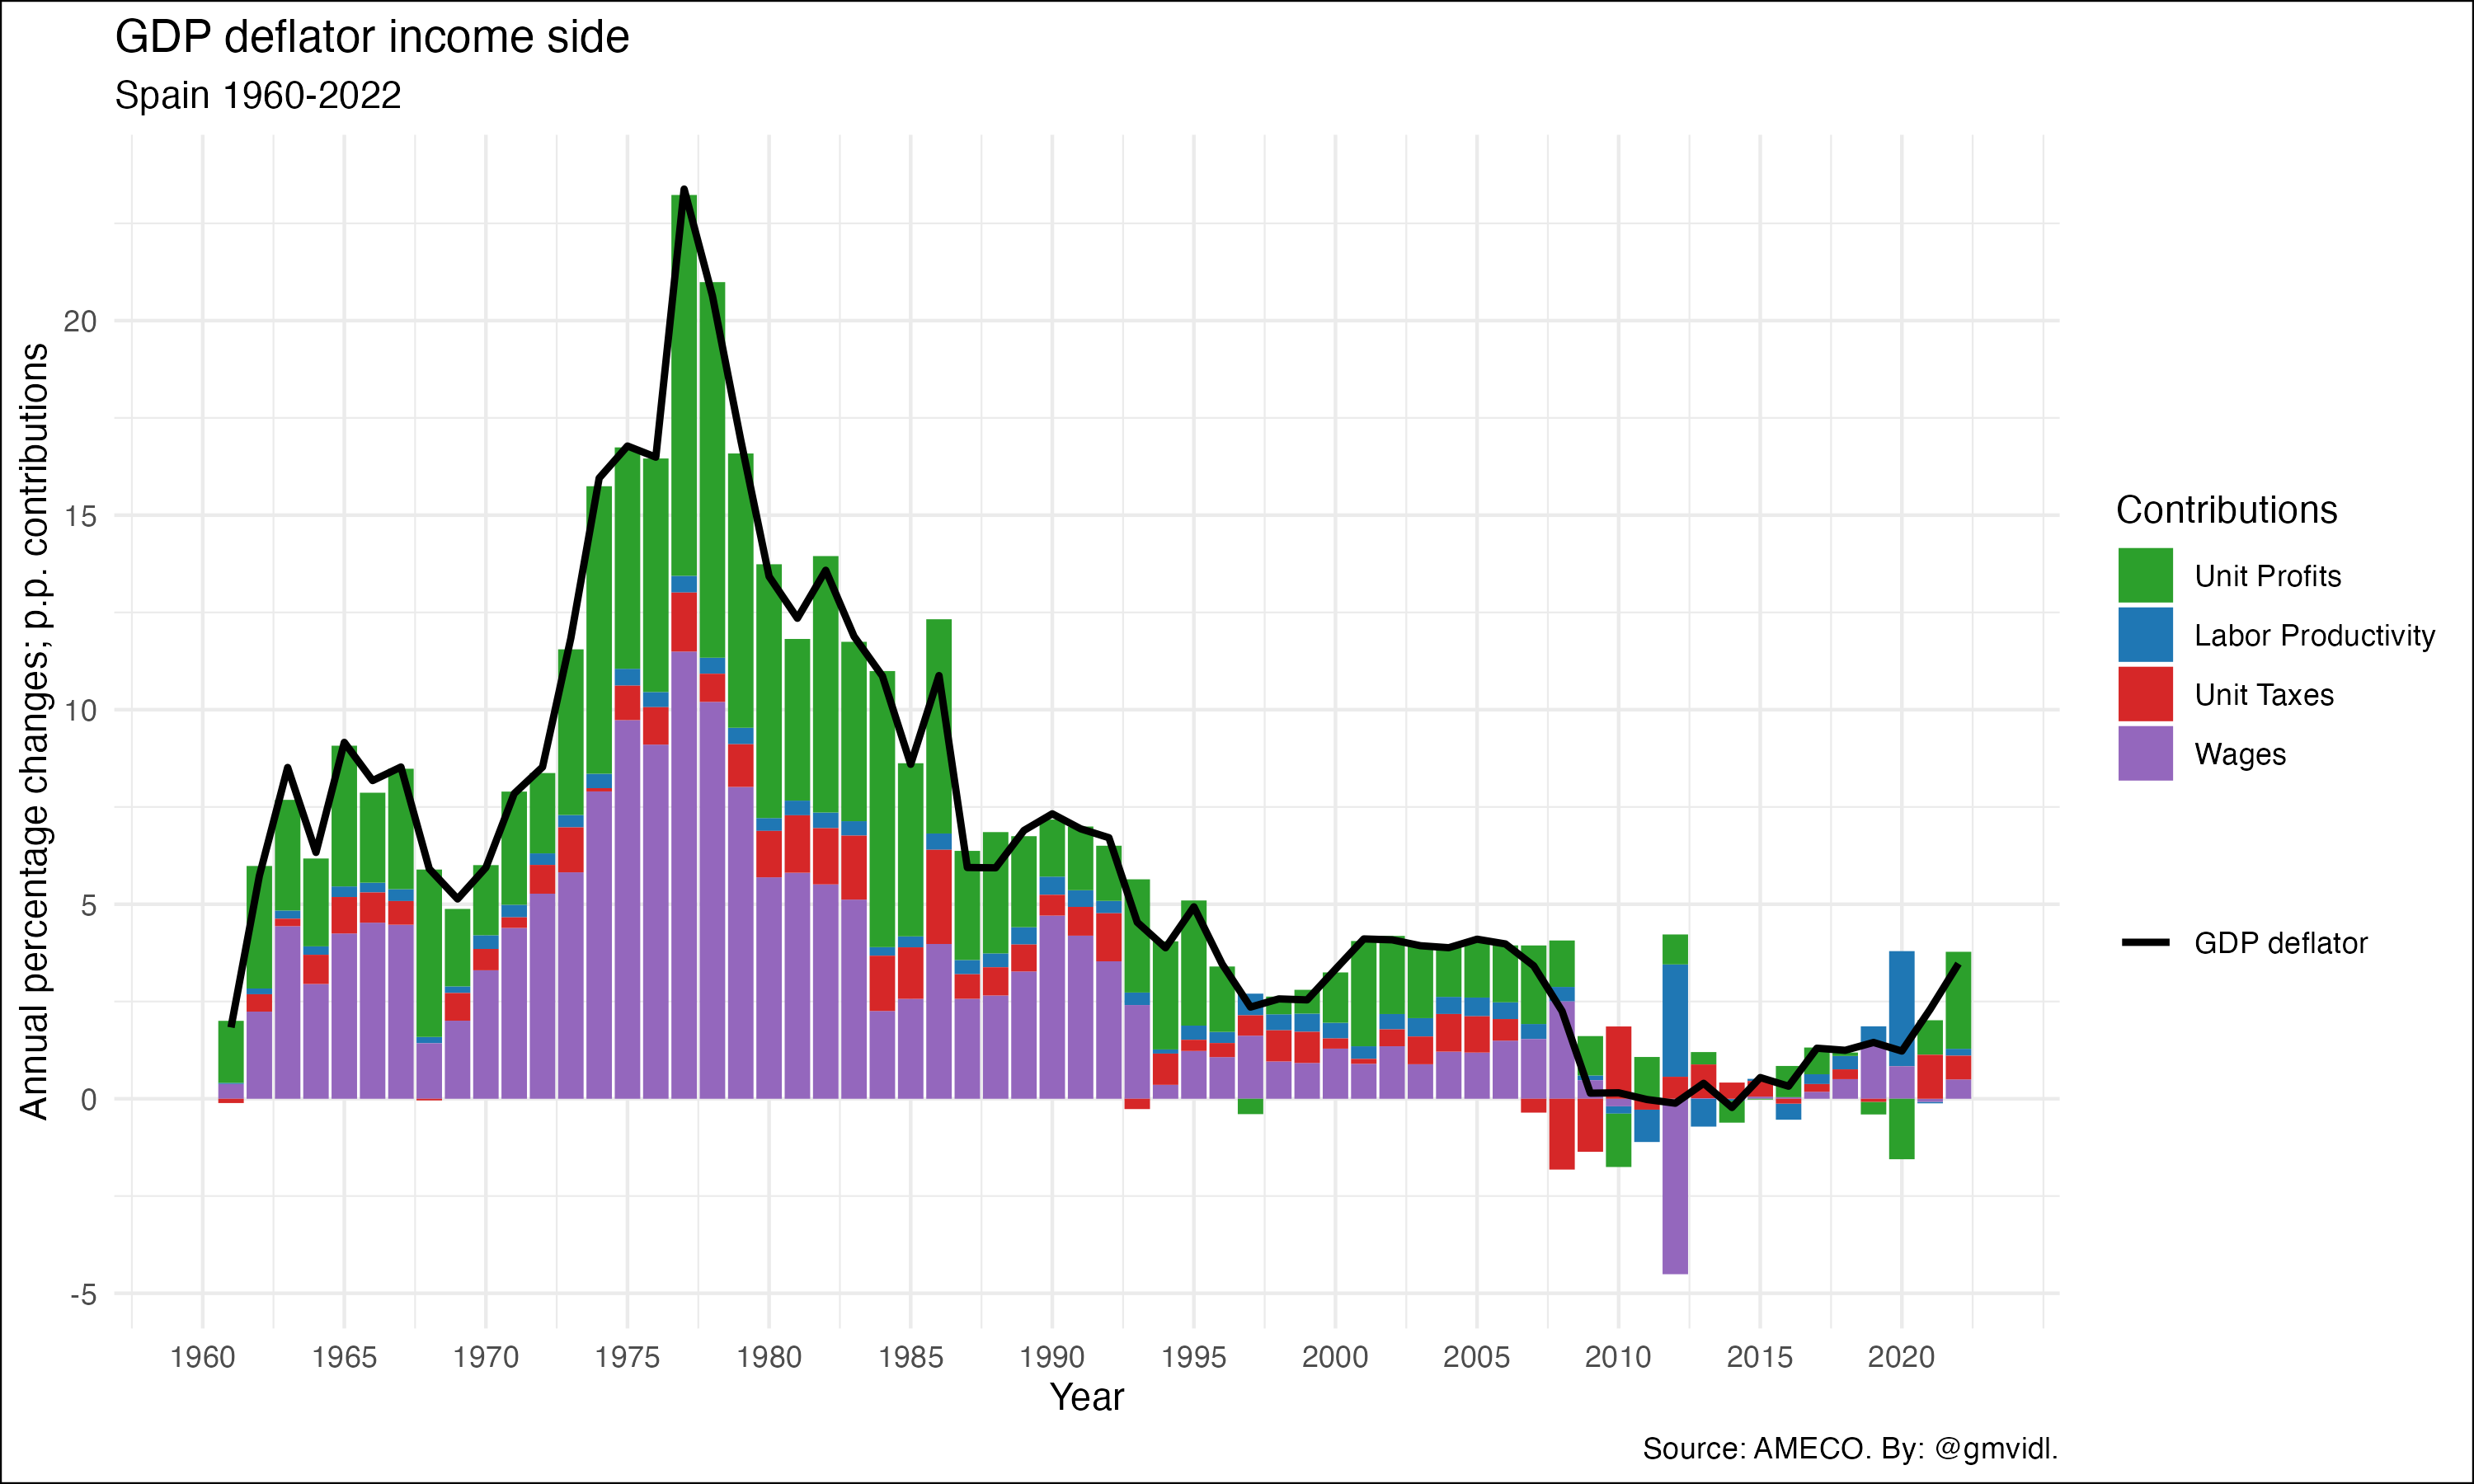 GDP deflator income side
Spain 1960-2022
Annual percentage changes; p.p. contributions
20
15
10
5
0
-5
1960 1965 1970 1975 1980 1985 1990 1995 2000 2005 2010 2015 2020
Year
Contributions
Unit Profits
Labor Productivity
Unit Taxes
Wages
GDP deflator
Source: AMECO. By: @gmvidl.